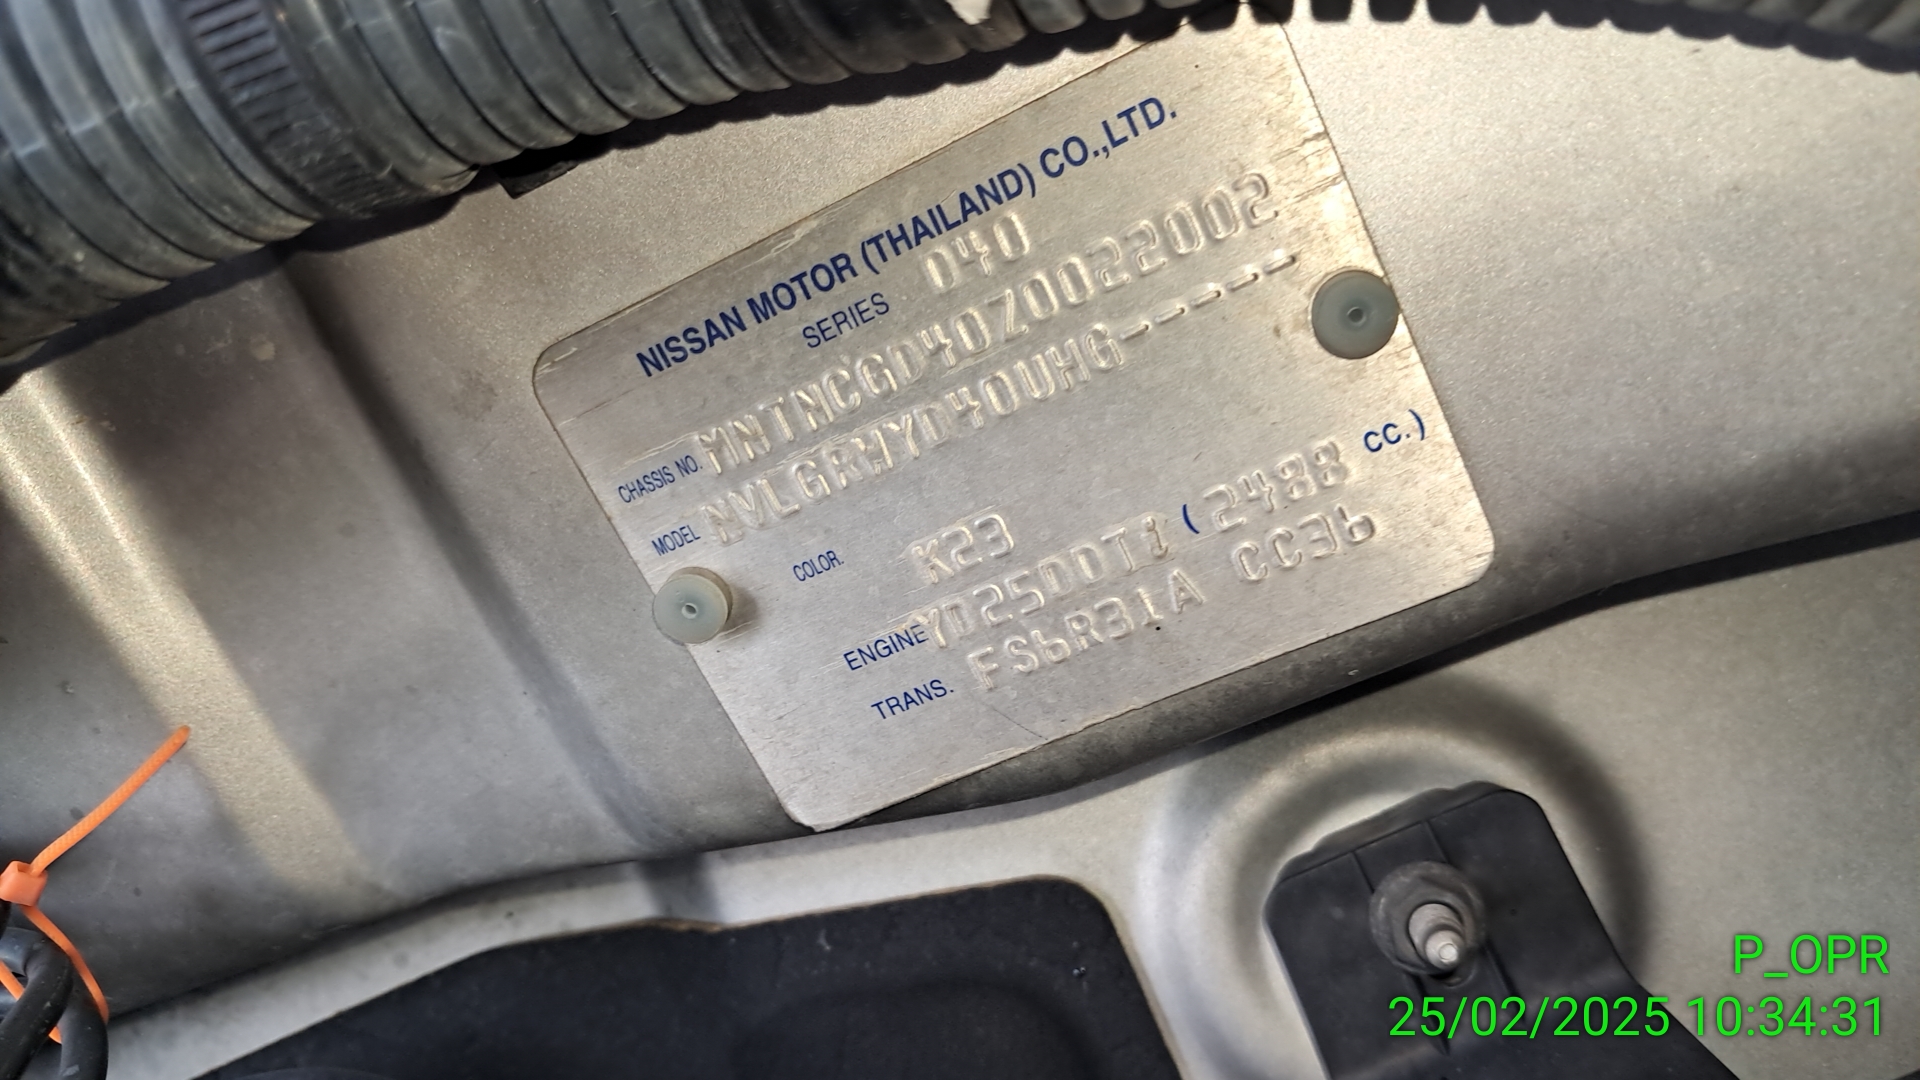 NISSAN MOTOR (THAILAND) CO.,LTD.
SERIES D40
CHASSIS NO. MNTNCGD40Z0022002
MODEL NVLGRHYD40UHG------
COLOR. K23
ENGINE YD25DDTi (2488 CC.)
TRANS. FS6R31A CC36
P_OPR
25/02/2025 10:34:31